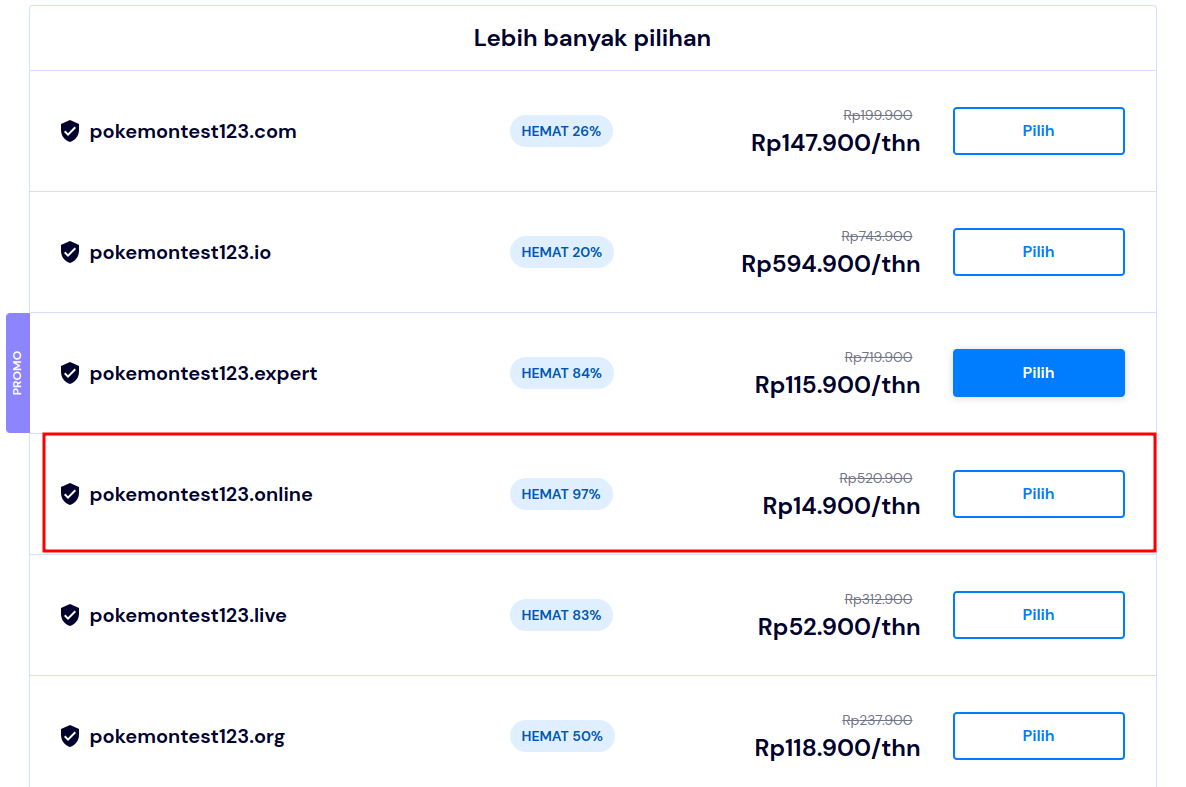 Lebih banyak pilihan
pokemontest123.com
HEMAT 26%
Rp199.900
Rp147.900/thn
Pilih
pokemontest123.io
HEMAT 20%
Rp743.900
Rp594.900/thn
Pilih
PROMO
pokemontest123.expert
HEMAT 84%
Rp719.900
Rp115.900/thn
Pilih
pokemontest123.online
HEMAT 97%
Rp520.900
Rp14.900/thn
Pilih
pokemontest123.live
HEMAT 83%
Rp312.900
Rp52.900/thn
Pilih
pokemontest123.org
HEMAT 50%
Rp237.900
Rp118.900/thn
Pilih